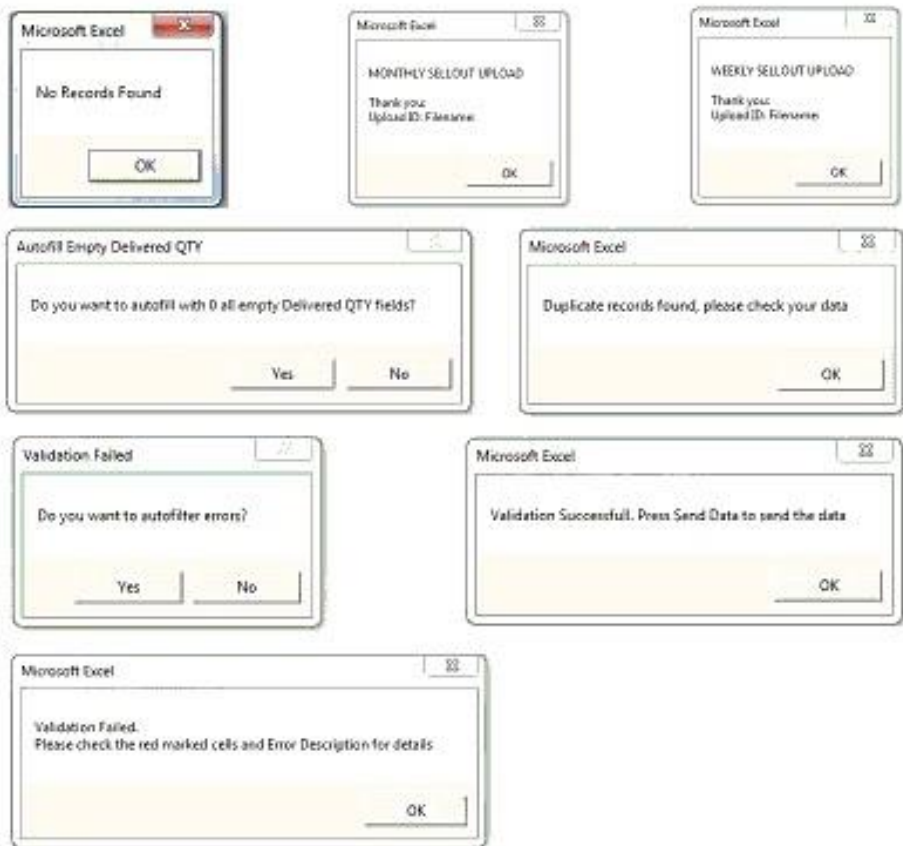 Microsoft Excel
No Records Found
OK
Microsoft Excel
MONTHLY SELLOUT UPLOAD
Thank you:
Upload ID: Filename:
OK
Microsoft Excel
WEEKLY SELLOUT UPLOAD
Thank you:
Upload ID: Filename:
OK
Autofill Empty Delivered QTY
Do you want to autofill with 0 all empty Delivered QTY fields?
Yes No
Microsoft Excel
Duplicate records found, please check your data
OK
Validation Failed
Do you want to autofilter errors?
Yes No
Microsoft Excel
Validation Successfull. Press Send Data to send the data
OK
Microsoft Excel
Validation Failed.
Please check the red marked cells and Error Description for details
OK